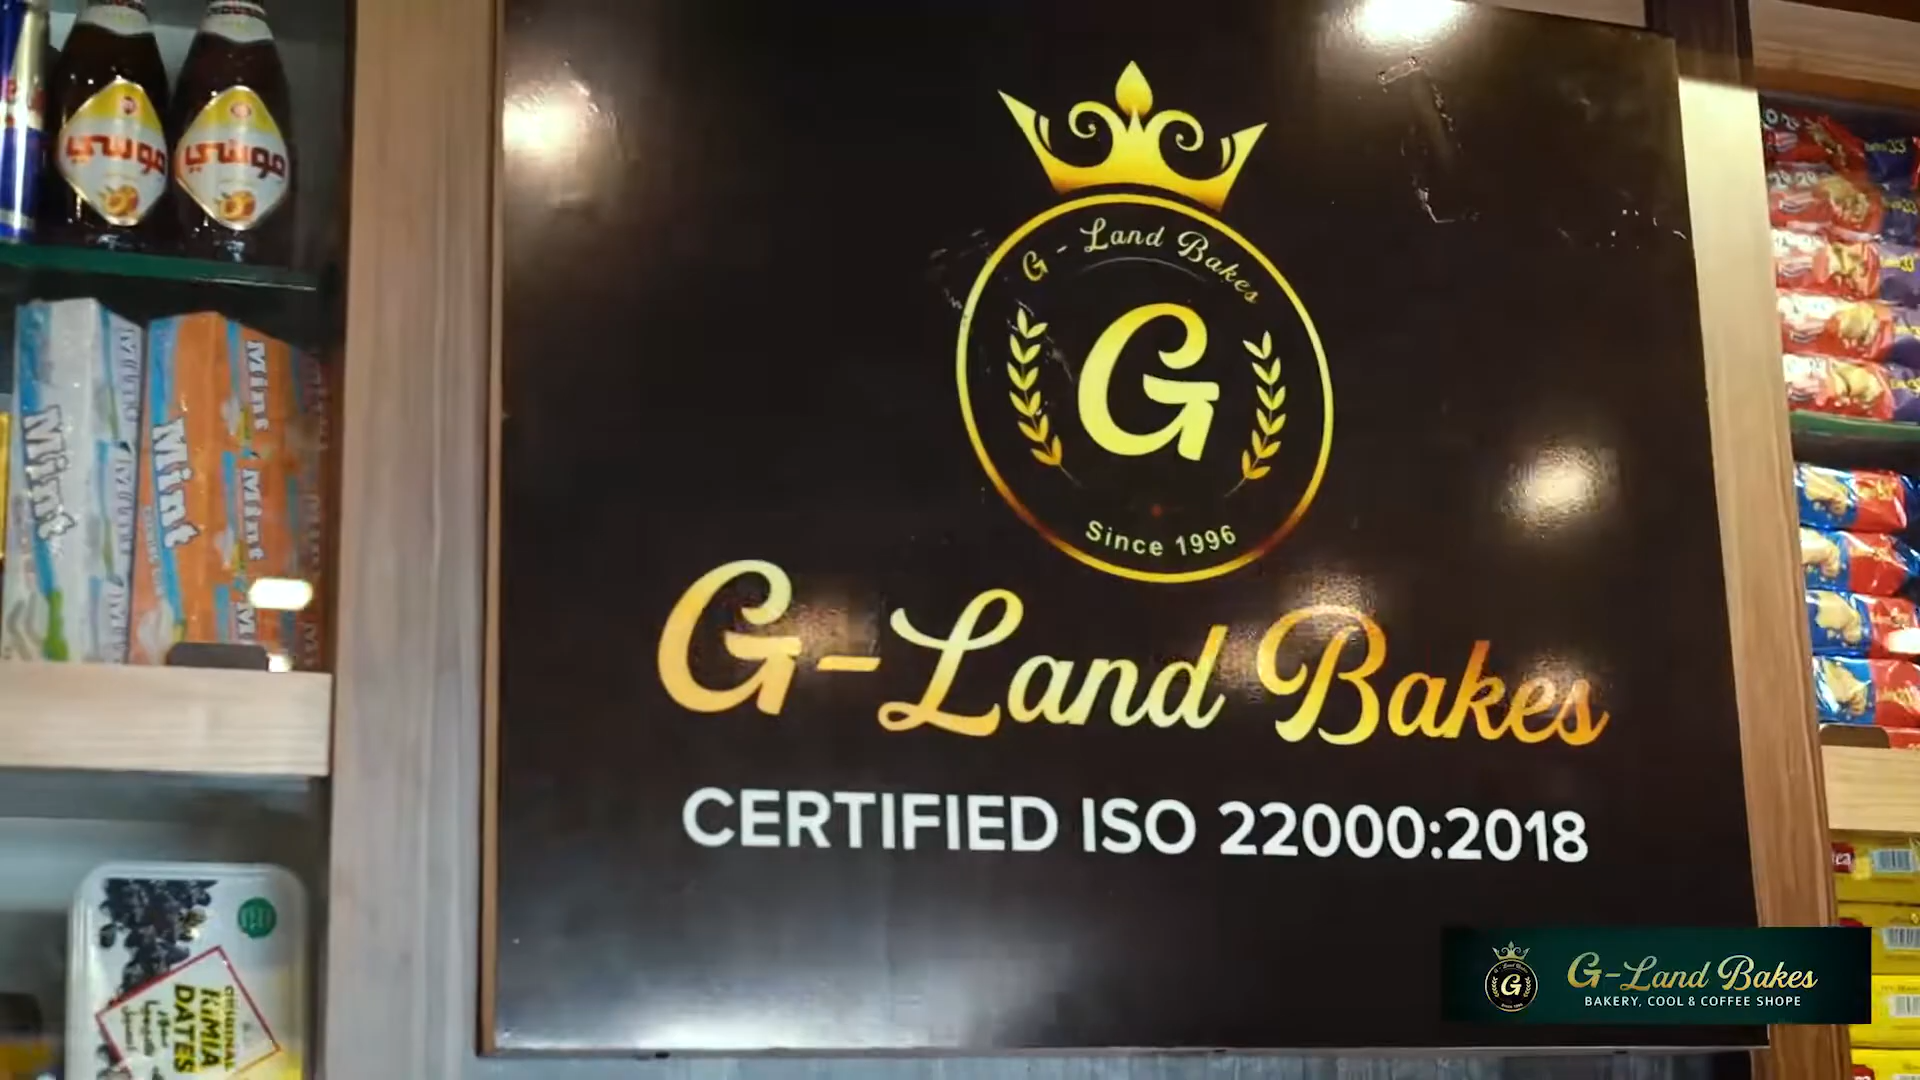 موسي
موسي
Mint
Mint
Mint
Mint
G - Land Bakes
G
Since 1996
G-Land Bakes
CERTIFIED ISO 22000:2018
KIMIA
DATES
G
G-Land Bakes
BAKERY, COOL & COFFEE SHOPE